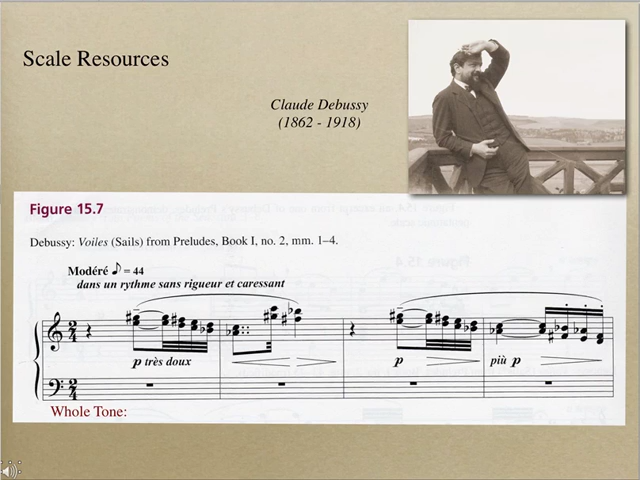 Scale Resources
Claude Debussy
(1862 - 1918)
Figure 15.7
Debussy: Voiles (Sails) from Preludes, Book I, no. 2, mm. 1–4.
Modéré ♪ = 44
dans un rythme sans rigueur et caressant
p très doux
p
più p
Whole Tone: